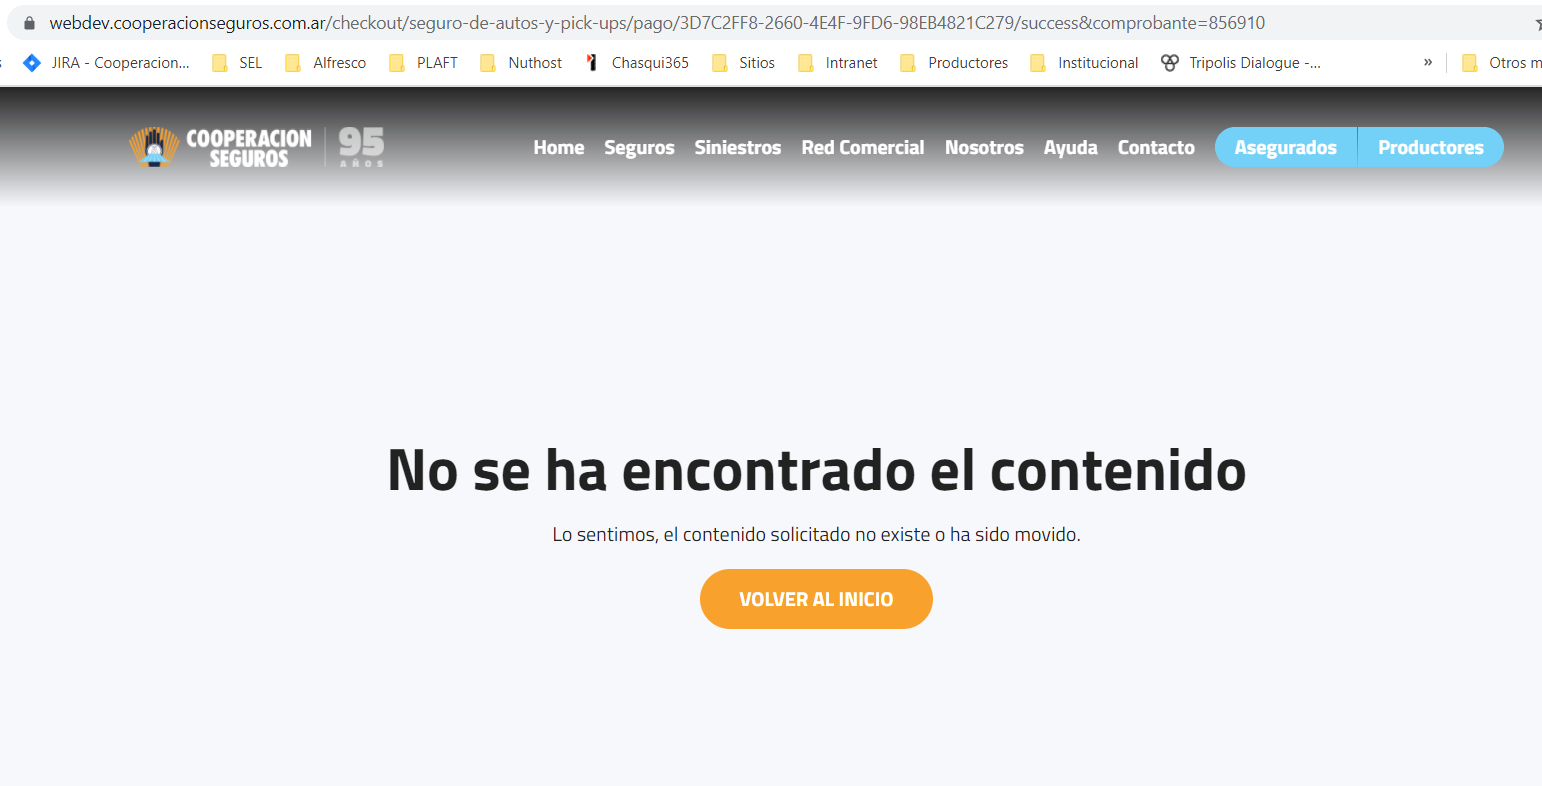 webdev.cooperacionseguros.com.ar/checkout/seguro-de-autos-y-pick-ups/pago/3D7C2FF8-2660-4E4F-9FD6-98EB4821C279/success&comprobante=856910
JIRA - Cooperacion... SEL Alfresco PLAFT Nuthost Chasqui365 Sitios Intranet Productores Institucional Tripolis Dialogue -... » Otros m
COOPERACION SEGUROS 95 AÑOS Home Seguros Siniestros Red Comercial Nosotros Ayuda Contacto Asegurados Productores
No se ha encontrado el contenido
Lo sentimos, el contenido solicitado no existe o ha sido movido.
VOLVER AL INICIO